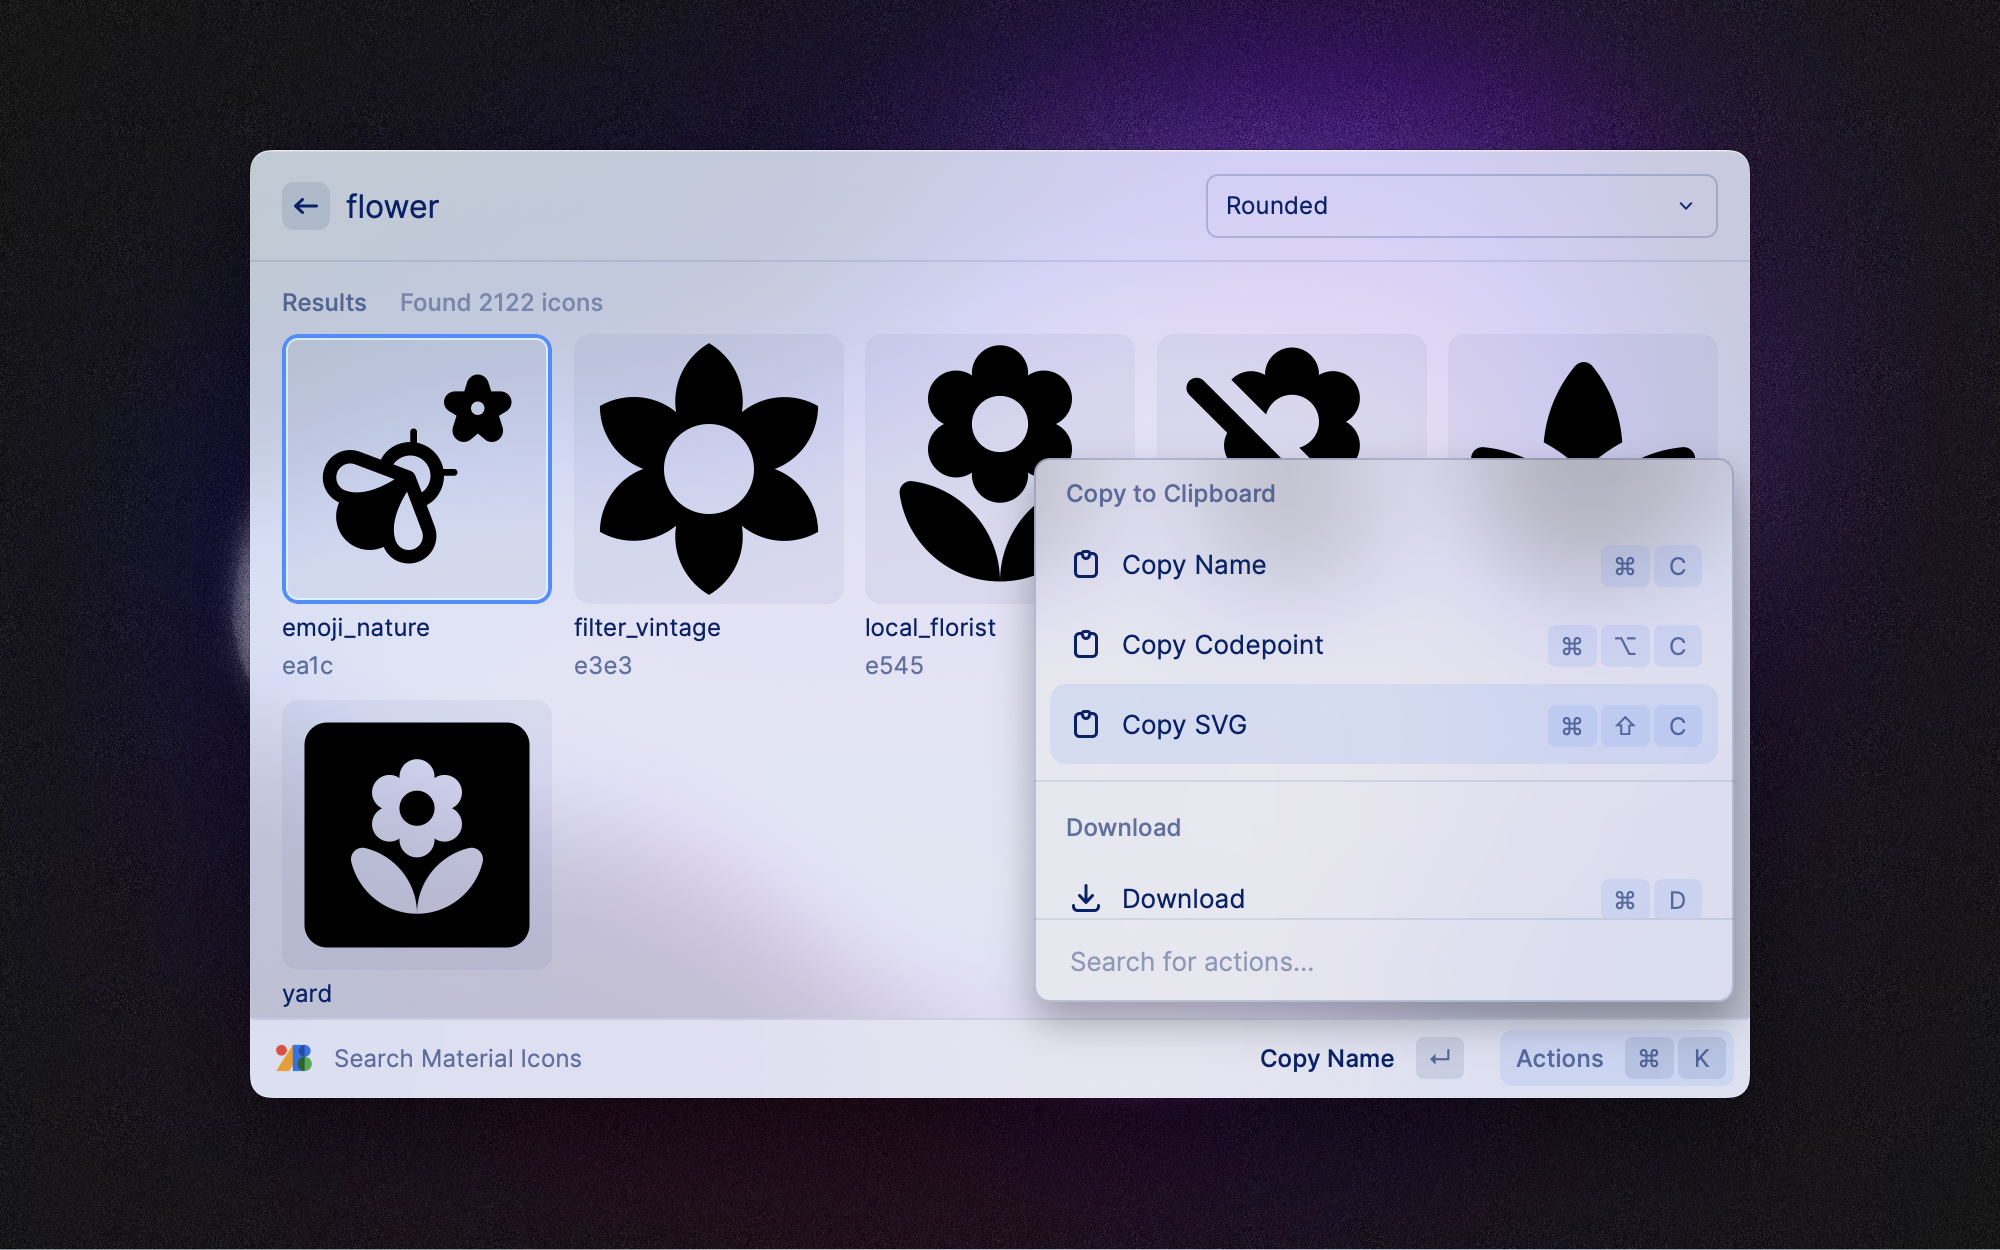 flower
Rounded
Results Found 2122 icons
emoji_nature
ea1c
filter_vintage
e3e3
local_florist
e545
yard
Copy to Clipboard
Copy Name ⌘ C
Copy Codepoint ⌘ ⌥ C
Copy SVG ⌘ ⇧ C
Download
Download ⌘ D
Search for actions...
Search Material Icons
Copy Name ↵
Actions ⌘ K